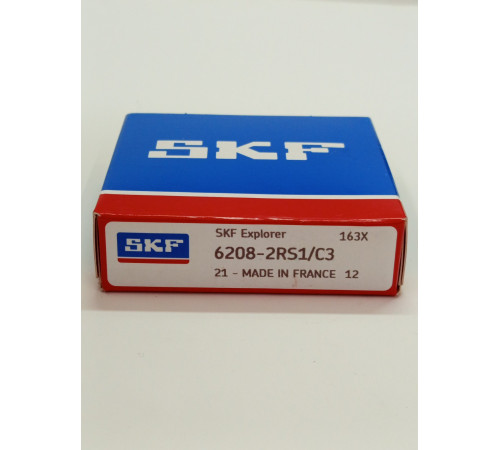 SKF
SKF Explorer 163X
SKF
6208-2RS1/C3
21 - MADE IN FRANCE 12